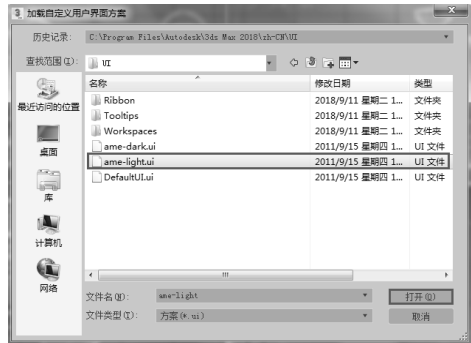 3 加载自定义用户界面方案
历史记录: C:\Program Files\Autodesk\3ds Max 2018\zh-CN\UI
查找范围(I): UI
名称 修改日期 类型
Ribbon 2018/9/11 星期二 1... 文件夹
Tooltips 2018/9/11 星期二 1... 文件夹
Workspaces 2018/9/11 星期二 1... 文件夹
ame-dark.ui 2011/9/15 星期四 1... UI 文件
ame-light.ui 2011/9/15 星期四 1... UI 文件
DefaultUI.ui 2011/9/15 星期四 1... UI 文件
最近访问的位置
桌面
库
计算机
网络
文件名(N): ame-light 打开(O)
文件类型(T): 方案(*.ui) 取消